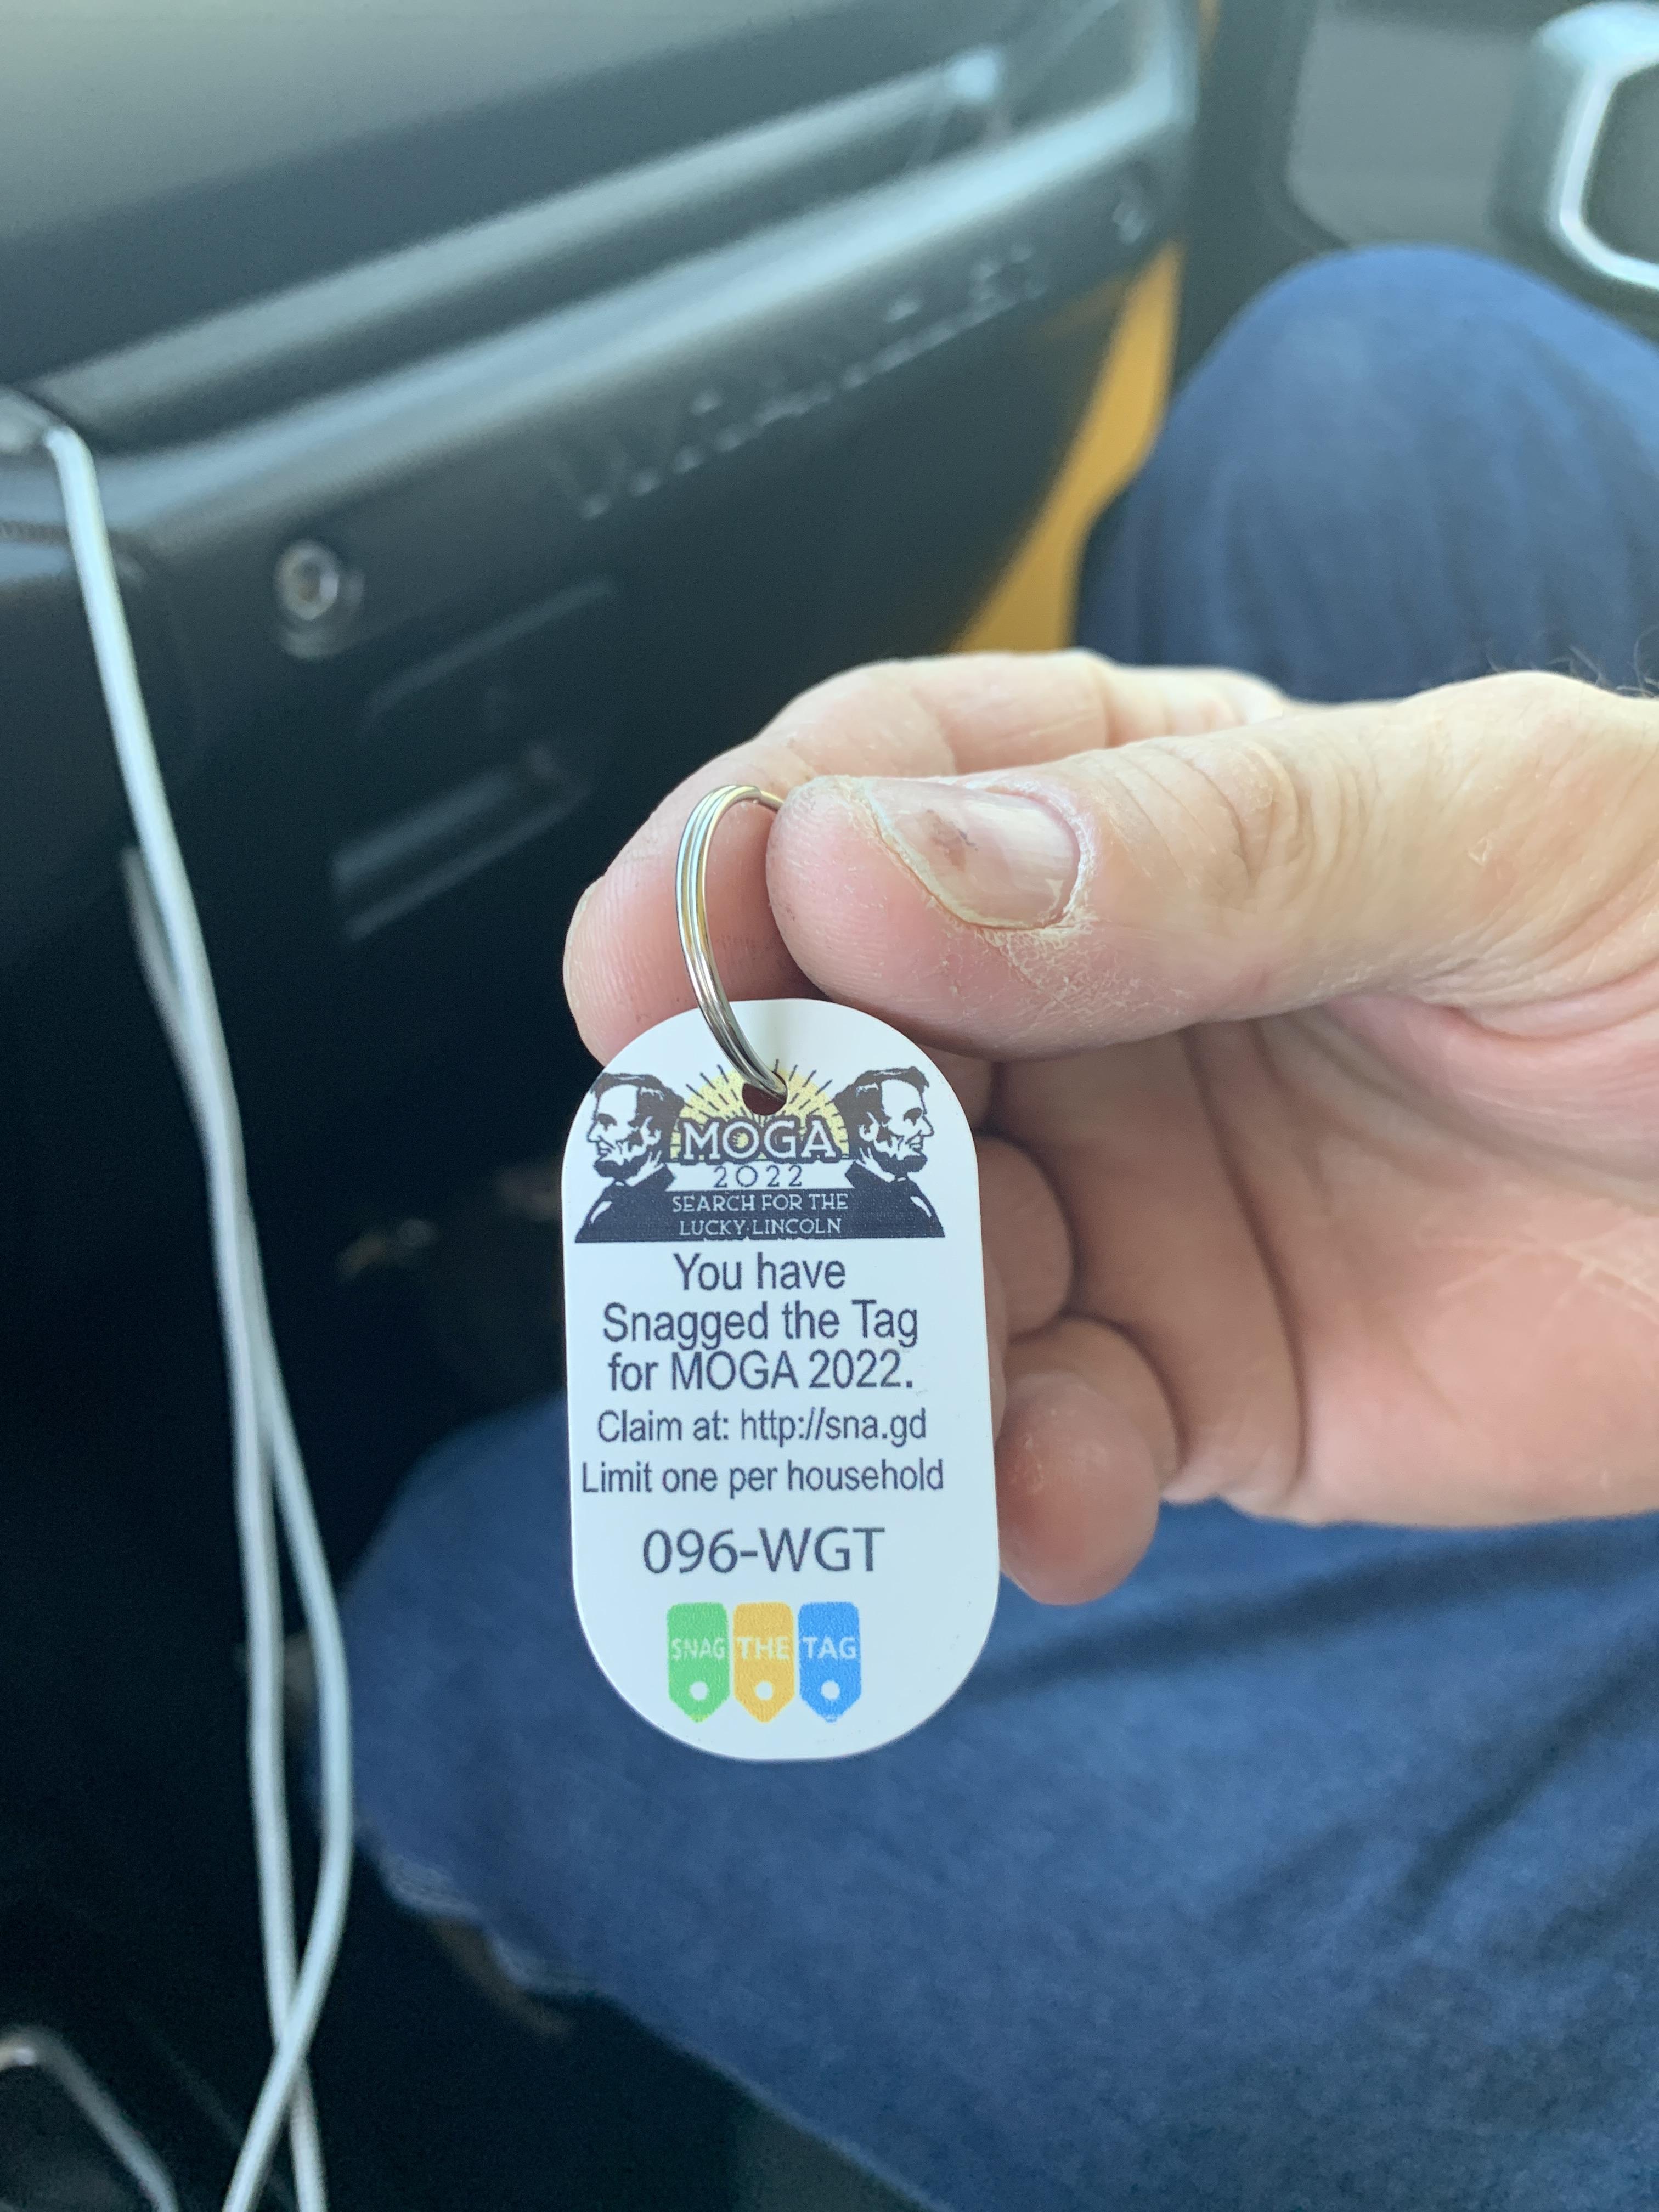 MOGA
2022
SEARCH FOR THE
LUCKY LINCOLN
You have
Snagged the Tag
for MOGA 2022.
Claim at: http://sna.gd
Limit one per household
096-WGT
SNAG THE TAG